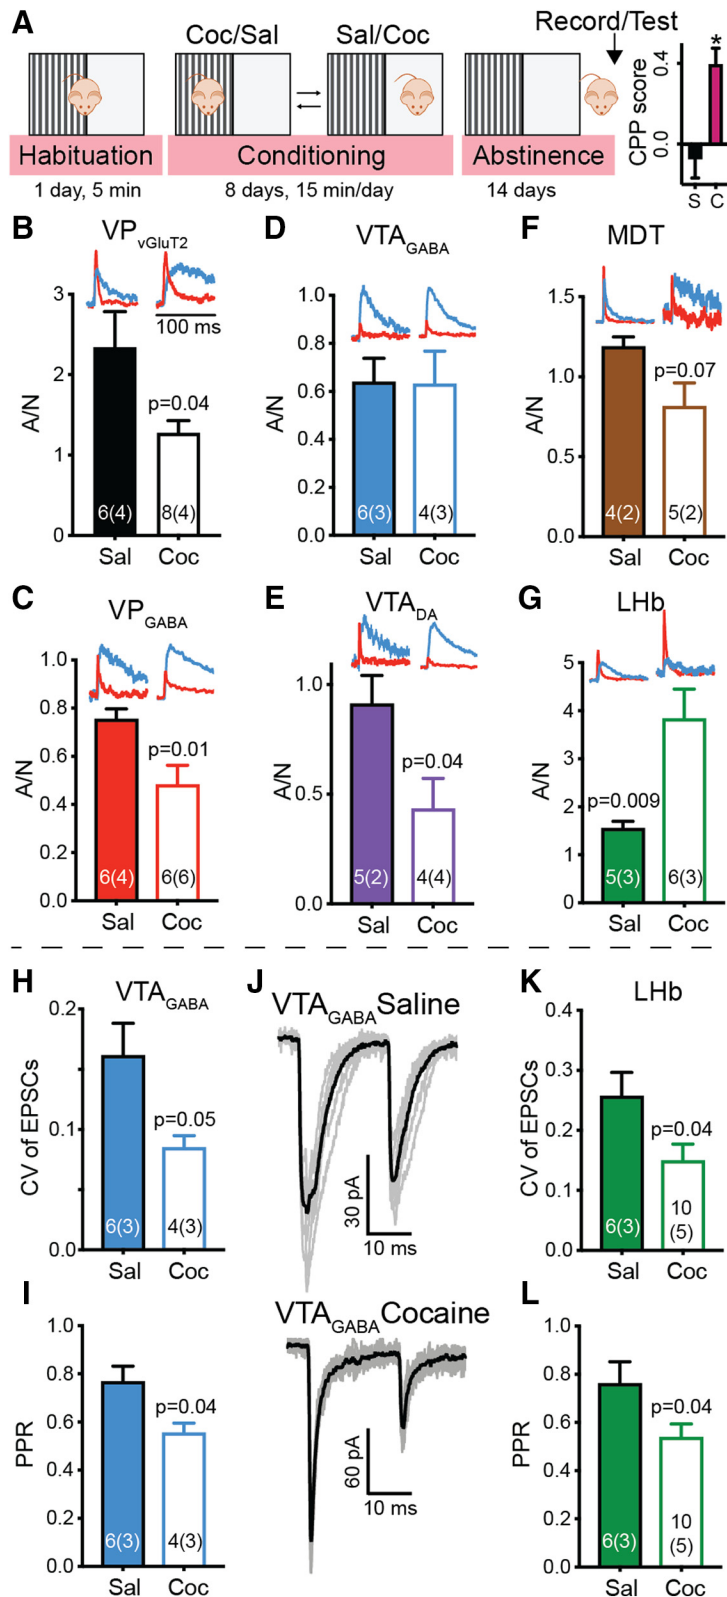 A
Record/Test
Coc/Sal
Sal/Coc
CPP score
0.4
0.0
*
S
C
Habituation
Conditioning
Abstinence
1 day, 5 min
8 days, 15 min/day
14 days
B
VPvGluT2
100 ms
A/N
3
2
1
0
p=0.04
6(4)
8(4)
Sal
Coc
D
VTAGABA
A/N
1.0
0.8
0.6
0.4
0.2
0.0
6(3)
4(3)
Sal
Coc
F
MDT
A/N
1.5
1.0
0.5
0.0
p=0.07
4(2)
5(2)
Sal
Coc
C
VPGABA
A/N
1.0
0.8
0.6
0.4
0.2
0.0
p=0.01
6(4)
6(6)
Sal
Coc
E
VTADA
A/N
1.0
0.5
0.0
p=0.04
5(2)
4(4)
Sal
Coc
G
LHb
A/N
5
4
3
2
1
0
p=0.009
5(3)
6(3)
Sal
Coc
H
VTAGABA
CV of EPSCs
0.2
0.1
0.0
p=0.05
6(3)
4(3)
Sal
Coc
J
VTAGABASaline
30 pA
10 ms
VTAGABACocaine
60 pA
10 ms
K
LHb
CV of EPSCs
0.4
0.3
0.2
0.1
0.0
p=0.04
6(3)
10
(5)
Sal
Coc
I
PPR
1.0
0.8
0.6
0.4
0.2
0.0
p=0.04
6(3)
4(3)
Sal
Coc
L
PPR
1.0
0.8
0.6
0.4
0.2
0.0
p=0.04
6(3)
10
(5)
Sal
Coc